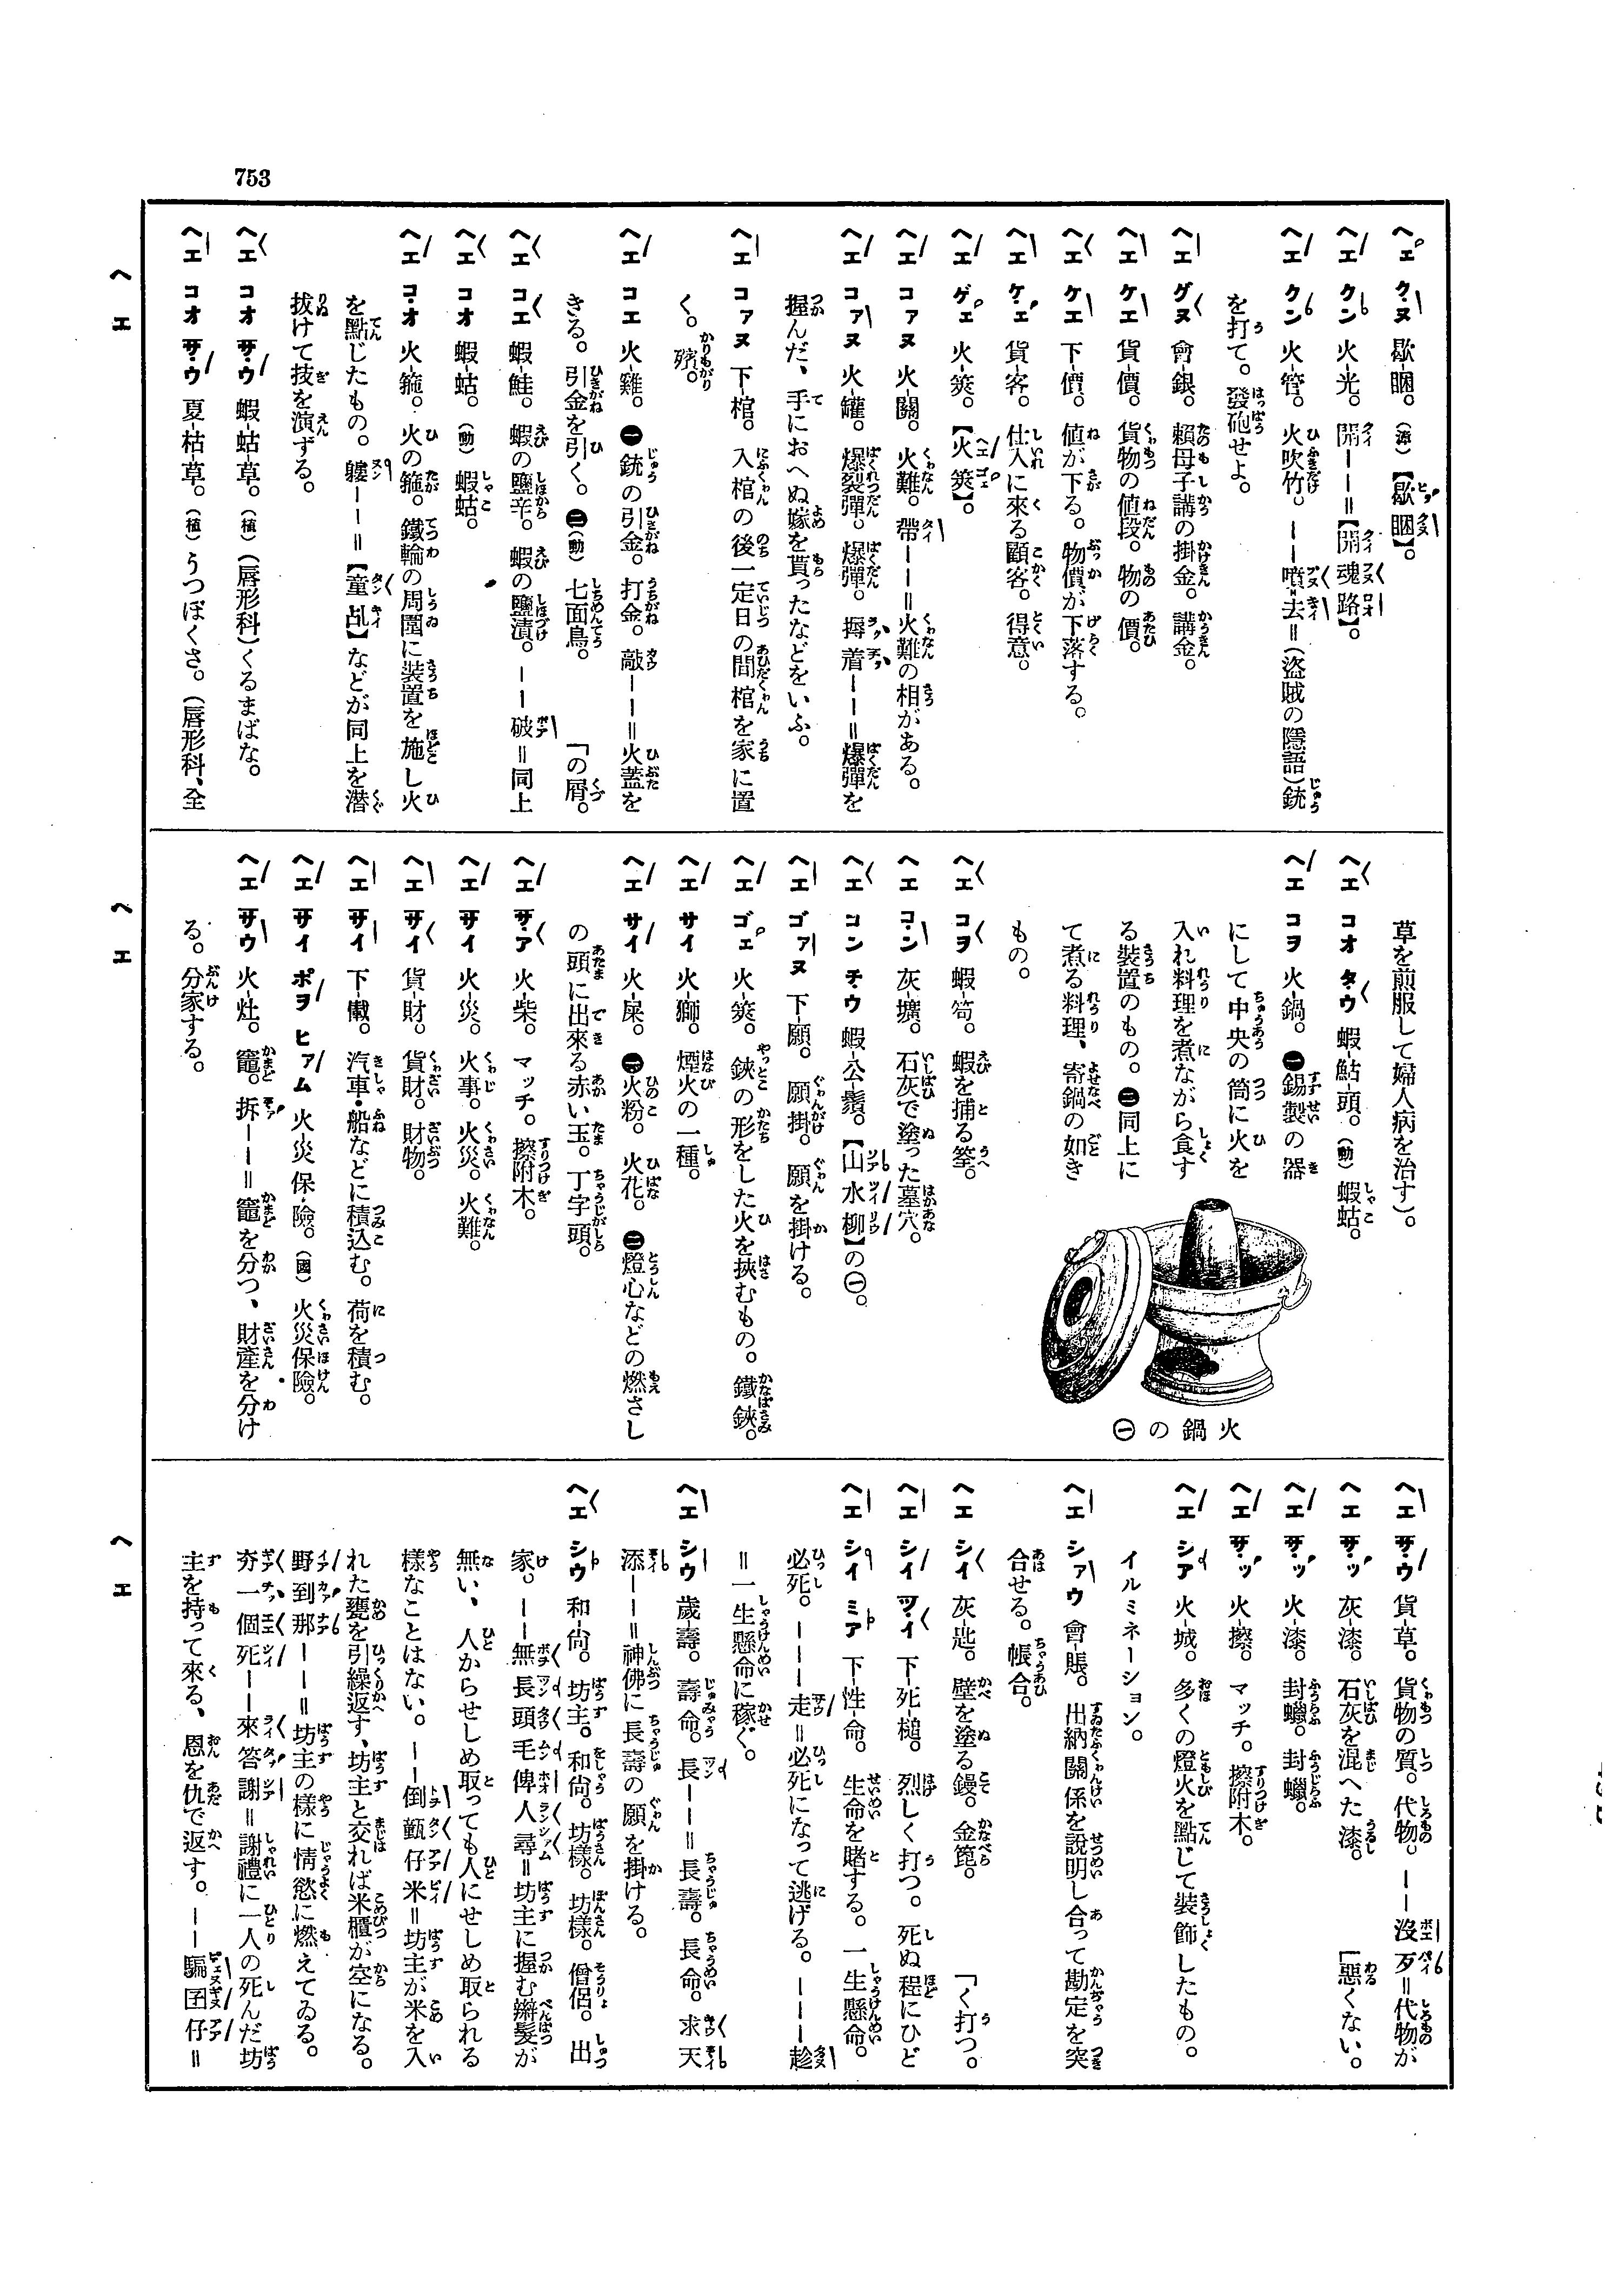 753
ヘェ ク・ヌ 歇-睏。(添)【歇 睏】。
ヘエ クン 火-光。開ーー=【開 魂 路】。
ヘエ クン 火-管。火吹竹。ーー噴去=(盜賊の隱語)銃
を打て。發砲せよ。
ヘエ グヌ 會-銀。賴母子講の掛金。講金。
ヘエ ケエ 貨-價。貨物の値段。物の價。
ヘエ ケエ 下-價。値が下る。物價が下落する。
ヘエ ケ・ェ 貨-客。仕入に來る顧客。得意。
ヘエ ゲェ 火-筴。【火 筴】。
ヘエ コァヌ 火-關。火難。帶ーー=火難の相がある。
ヘエ コァヌ 火-罐。爆裂彈。爆彈。摕着ーー=爆彈を
握んだ、手におへぬ嫁を貰ったなどをいふ。
ヘエ コァヌ 下-棺。入棺の後一定日の間棺を家に置
く。殯。
ヘエ コエ 火-雞。㊀銃の引金。打金。敲ーー=火蓋を
きる。引金を引く。㊁(動)七面鳥。 「の屑。
ヘエ コエ 蝦-鮭。蝦の鹽辛。蝦の鹽漬。ーー破=同上
ヘエ コオ 蝦-蛄。(動)蝦蛄。
ヘエ コ・オ 火-箍。火の箍。鐵輪の周圍に裝置を施し火
を點じたもの。軁ーー=【童 乩】などが同上を潛
拔けて技を演ずる。
ヘエ コオ サ・ウ 蝦-蛄-草。(植)(唇形科)くるまばな。
ヘエ コオ サ・ウ 夏-枯-草。(植)うつぼくさ。(唇形科、全
草を煎服して婦人病を治す)。
ヘエ コオ タ・ウ 蝦-鮕-頭。(動)蝦蛄。
ヘエ コヲ 火-鍋。㊀錫製の器
にして中央の筒に火を
入れ料理を煮ながら食す
る裝置のもの。㊁同上に
て煮る料理、寄鍋の如き
もの。
火鍋の㊀
ヘエ コヲ 蝦-笱。蝦を捕る筌。
ヘエ コ・ン 灰-壙。石灰で塗った墓穴。
ヘエ コン チ・ウ 蝦-公-鬚。【山 水 柳】の㊀。
ヘエ ゴァヌ 下-願。願掛。願を掛ける。
ヘエ ゴェ 火-筴。鋏の形をした火を挾むもの。鐵鋏。
ヘエ サイ 火-獅。煙火の一種。
ヘエ サイ 火-屎。㊀火粉。火花。㊁燈心などの燃さし
の頭に出來る赤い玉。丁字頭。
ヘエ サ・ア 火-柴。マッチ。擦附木。
ヘエ サイ 火-災。火事。火災。火難。
ヘエ サイ 貨-財。貨財。財物。
ヘエ サイ 下-儎。汽車・船などに積込む。荷を積む。
ヘエ サイ ポヲ ヒァム 火-災-保-險。(國)火災保險。
ヘエ サウ 火-灶。竈。拆ーー=竈を分つ、財產を分け
る。分家する。
ヘエ サ・ウ 貨-草。貨物の質。代物。ーー沒歹=代物が
ヘエ サ・ッ 灰-漆。石灰を混へた漆。 「惡くない。
ヘエ サ・ッ 火-漆。封蠟。封蠟。
ヘエ サ・ッ 火-擦。マッチ。擦附木。
ヘエ シア 火-城。多くの燈火を點じて裝飾したもの。
イルミネーション。
ヘエ シァウ 會-賬。出納關係を說明し合って勘定を突
合せる。帳合。
ヘエ シイ 灰-匙。壁を塗る鏝。金箆。 「く打つ。
ヘエ シイ ツ・イ 下-死-槌。烈しく打つ。死ぬ程にひど
ヘエ シイ ミア 下-性-命。生命を賭する。一生懸命。
必死。ーーー走=必死になって逃げる。ーーー趁
=一生懸命に稼ぐ。
ヘエ シウ 歲-壽。壽命。長ーー=長壽。長命。求天
添ーー=神佛に長壽の願を掛ける。
ヘエ シウ 和-尙。坊主。和尙。坊樣。坊樣。僧侶。出
家。ーー無長頭毛俾人尋=坊主に握む辮髮が
無い、人からせしめ取っても人にせしめ取られる
樣なことはない。ーー倒甔仔米=坊主が米を入
れた甕を引繰返す、坊主と交れば米櫃が空になる。
野到那ーー=坊主の樣に情慾に燃えてゐる。
夯一個死ーー來答謝=謝禮に一人の死んだ坊
主を持って來る、恩を仇で返す。ーー騙囝仔=
ヘエ
ヘエ
ヘエ